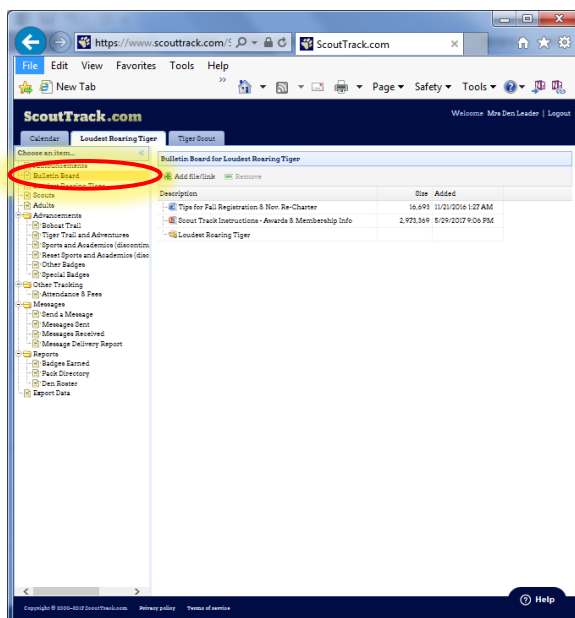 https://www.scouttrack.com/S
ScoutTrack.com
File Edit View Favorites Tools Help
New Tab
Page Safety Tools
ScoutTrack.com
Welcome Mrs Den Leader | Logout
Calendar Loudest Roaring Tiger Tiger Scout
Choose an item...
Bulletin Board for Loudest Roaring Tiger
Announcements
Bulletin Board
Add file/link Remove
Loudest Roaring Tiger
Scouts
Description Size Added
Adults
Tips for Fall Registration & Nov. Re-Charter 16,693 11/21/2016 1:27 AM
Advancements
Scout Track Instructions - Awards & Membership Info 2,973,369 5/29/2017 9:06 PM
Bobcat Trail
Loudest Roaring Tiger
Tiger Trail and Adventures
Sports and Academics (discontinu
Reset Sports and Academics (disc
Other Badges
Special Badges
Other Tracking
Attendance & Fees
Messages
Send a Message
Messages Sent
Messages Received
Message Delivery Report
Reports
Badges Earned
Pack Directory
Den Roster
Export Data
Help
Copyright © 2000-2017 ScoutTrack.com Privacy policy Terms of service